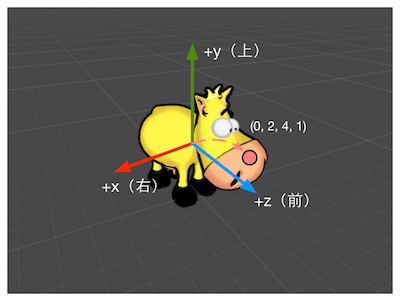 +y（上）
(0, 2, 4, 1)
+x（右）
+z（前）